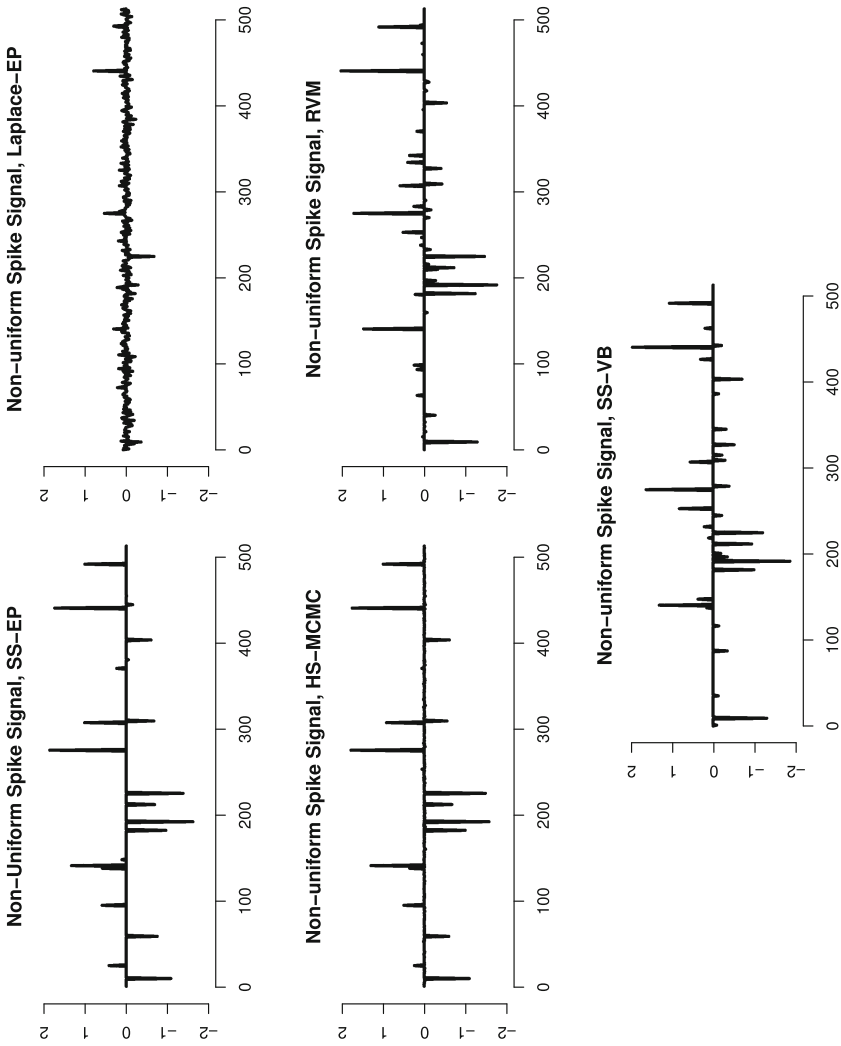 Non-Uniform Spike Signal, SS-EP
2
1
0
-1
-2
0 100 200 300 400 500
Non-uniform Spike Signal, Laplace-EP
2
1
0
-1
-2
0 100 200 300 400 500
Non-uniform Spike Signal, HS-MCMC
2
1
0
-1
-2
0 100 200 300 400 500
Non-uniform Spike Signal, RVM
2
1
0
-1
-2
0 100 200 300 400 500
Non-uniform Spike Signal, SS-VB
2
1
0
-1
-2
0 100 200 300 400 500